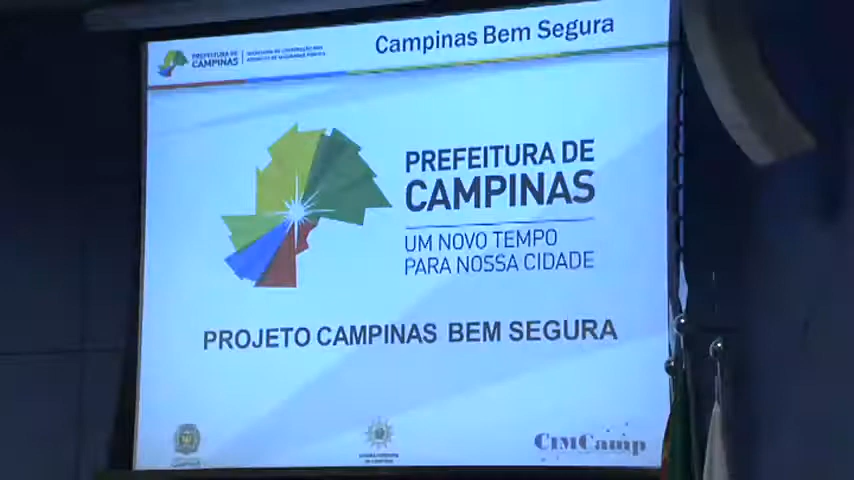 PREFEITURA DE
CAMPINAS
Campinas Bem Segura
PREFEITURA DE
CAMPINAS
UM NOVO TEMPO
PARA NOSSA CIDADE
PROJETO CAMPINAS BEM SEGURA
CIMCamp